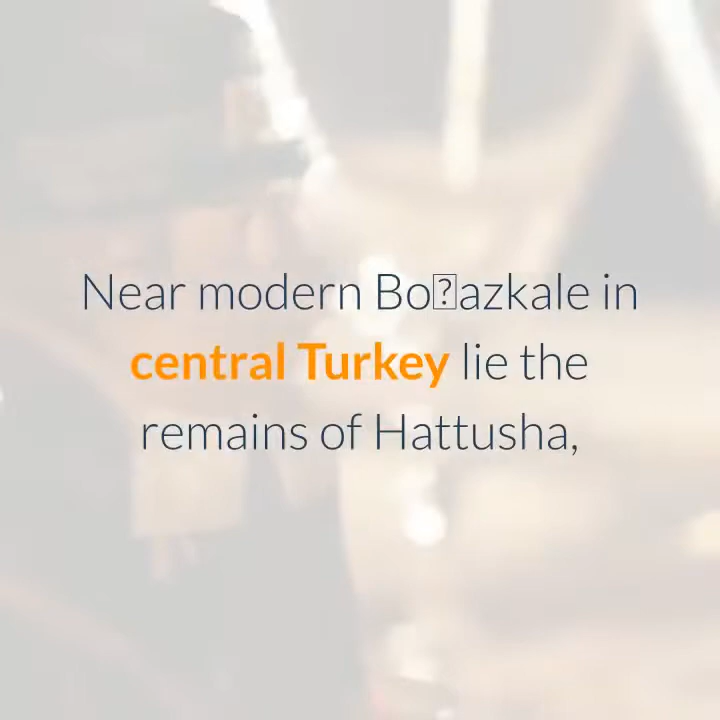 Near modern Bo�azkale in
central Turkey lie the
remains of Hattusha,